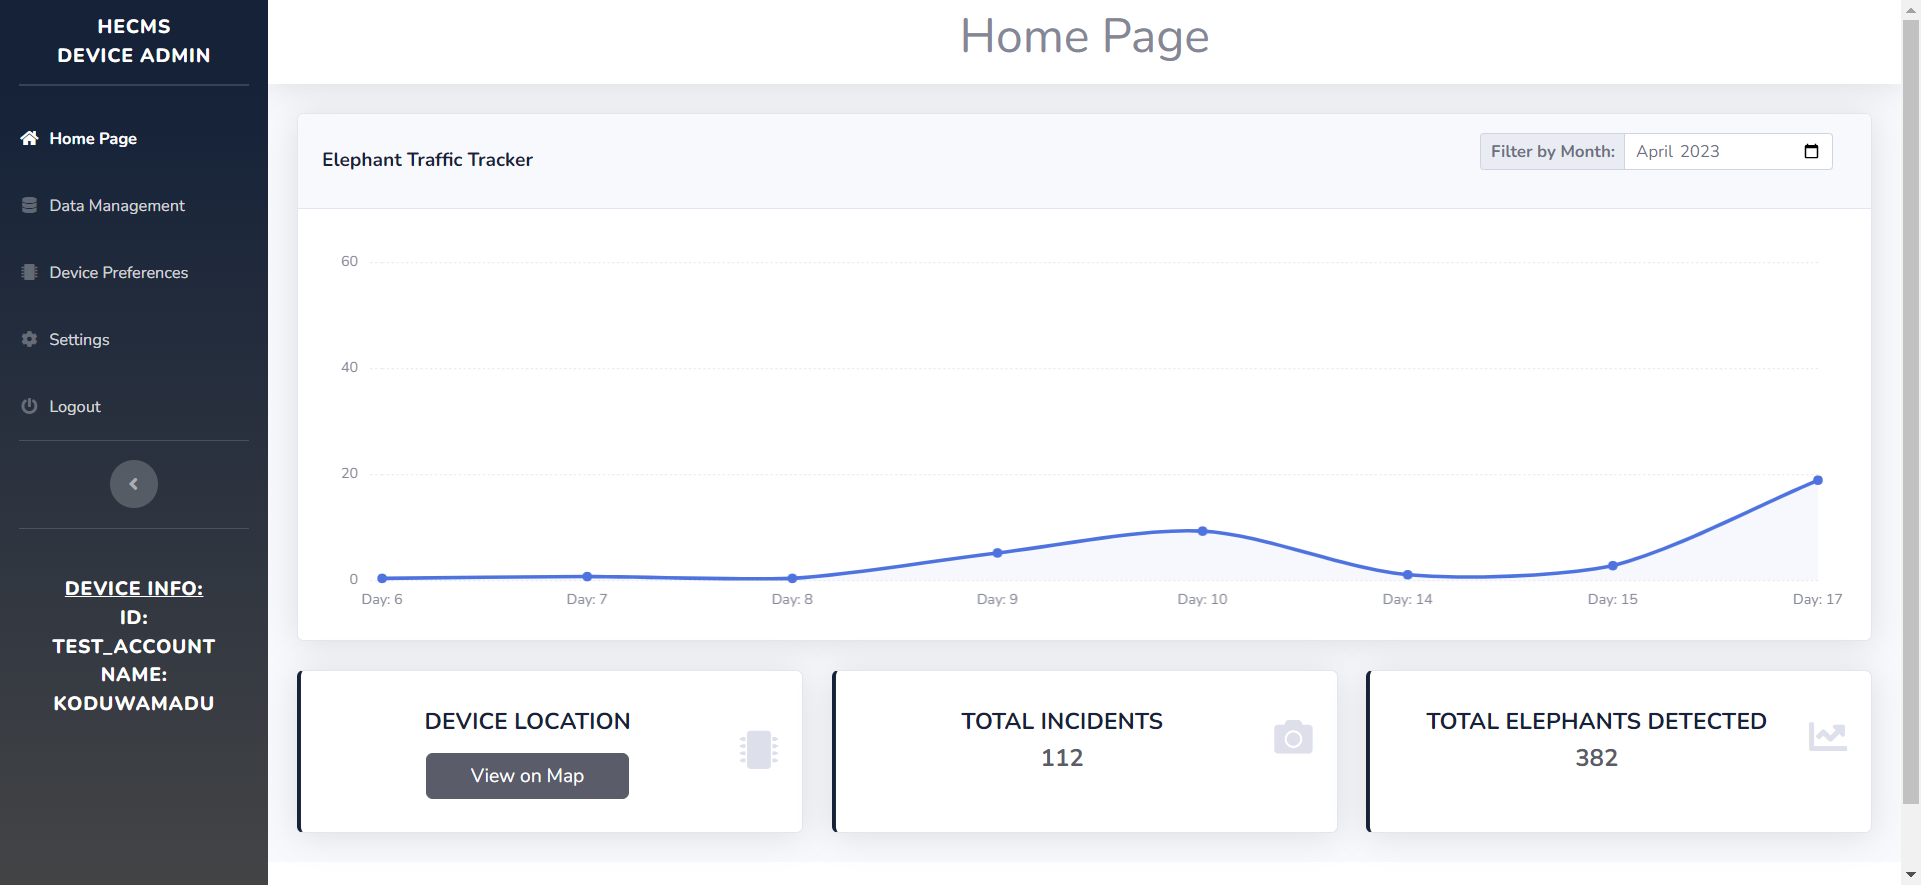 HECMS
DEVICE ADMIN
Home Page
Data Management
Device Preferences
Settings
Logout
DEVICE INFO:
ID:
TEST_ACCOUNT
NAME:
KODUWAMADU
Home Page
Elephant Traffic Tracker
Filter by Month: April 2023
60
40
20
0
Day: 6 Day: 7 Day: 8 Day: 9 Day: 10 Day: 14 Day: 15 Day: 17
DEVICE LOCATION
View on Map
TOTAL INCIDENTS
112
TOTAL ELEPHANTS DETECTED
382